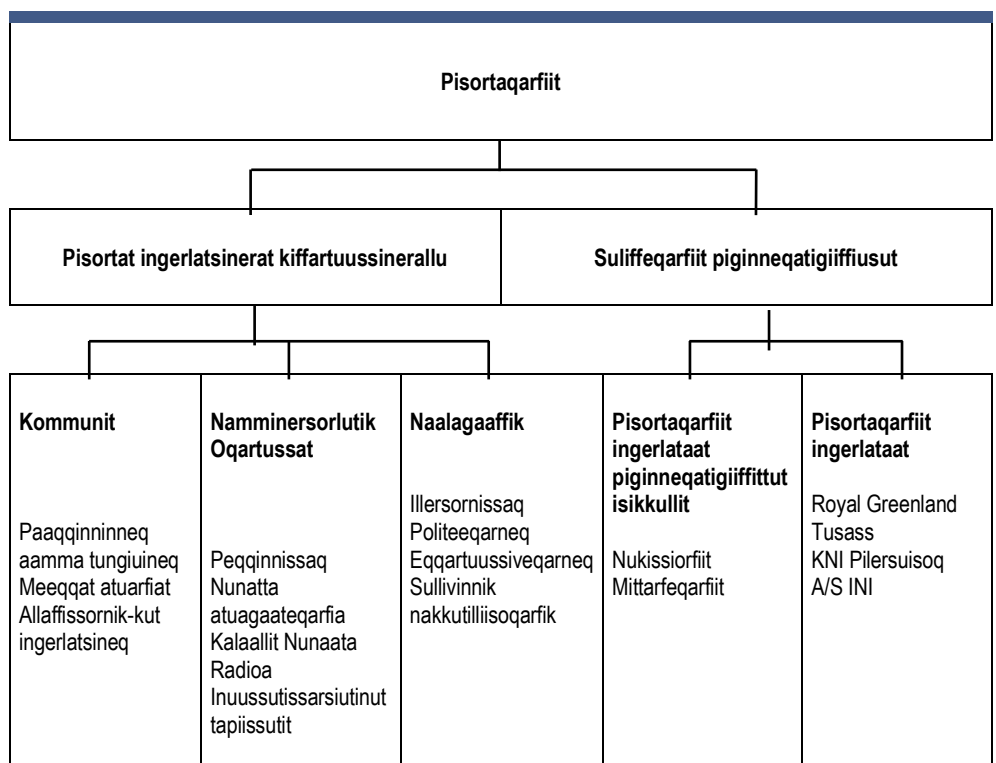 Pisortaqarfiit
Pisortat ingerlatsinerat kiffartuussinerallu
Suliffeqarfiit piginneqatigiiffiusut
Kommunit
Paaqqinninneq
aamma tungiuineq
Meeqqat atuarfiat
Allaffissornik-kut
ingerlatsineq
Namminersorlutik
Oqartussat
Peqqinnissaq
Nunatta
atuagaateqarfia
Kalaallit Nunaata
Radioa
Inuussutissarsiutinut
tapiissutit
Naalagaaffik
Illersornissaq
Politeeqarneq
Eqqartuussiveqarneq
Sullivinnik
nakkutilliisoqarfik
Pisortaqarfiit
ingerlataat
piginneqatigiiffittut
isikkullit
Nukissiorfiit
Mittarfeqarfiit
Pisortaqarfiit
ingerlataat
Royal Greenland
Tusass
KNI Pilersuisoq
A/S INI